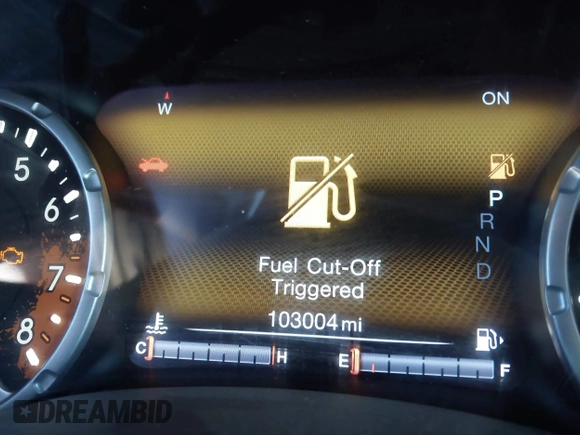 W
ON
5
6
7
8
P
R
N
D
Fuel Cut-Off
Triggered
103004 mi
C H
E F
DREAMBID